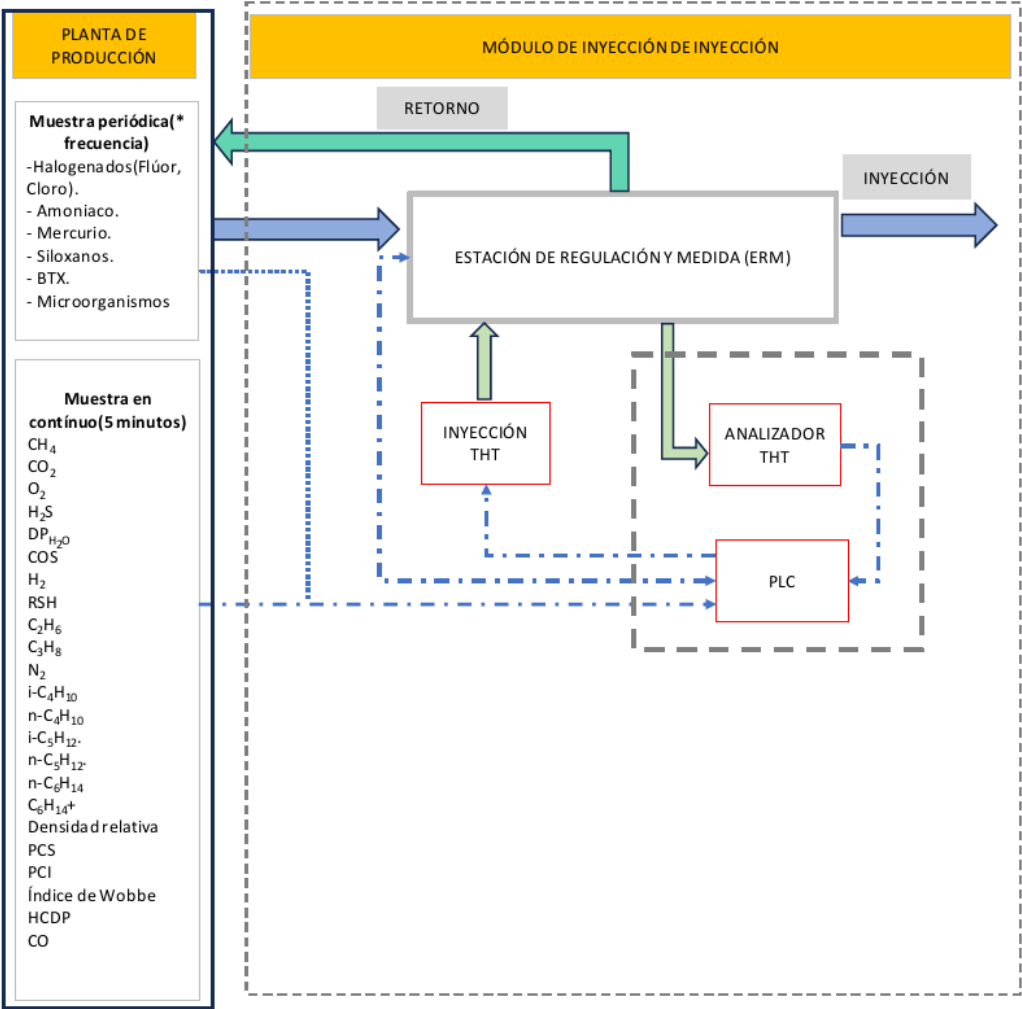 PLANTA DE
PRODUCCIÓN
Muestra periódica(*
frecuencia)
-Halogenados(Flúor,
Cloro).
- Amoniaco.
- Mercurio.
- Siloxanos.
- BTX.
- Microorganismos
Muestra en
contínuo(5 minutos)
CH₄
CO₂
O₂
H₂S
DP_H₂O
COS
H₂
RSH
C₂H₆
C₃H₈
N₂
i-C₄H₁₀
n-C₄H₁₀
i-C₅H₁₂.
n-C₅H₁₂.
n-C₆H₁₄
C₆H₁₄+
Densidad relativa
PCS
PCI
Índice de Wobbe
HCDP
CO
MÓDULO DE INYECCIÓN DE INYECCIÓN
RETORNO
INYECCIÓN
ESTACIÓN DE REGULACIÓN Y MEDIDA (ERM)
INYECCIÓN
THT
ANALIZADOR
THT
PLC